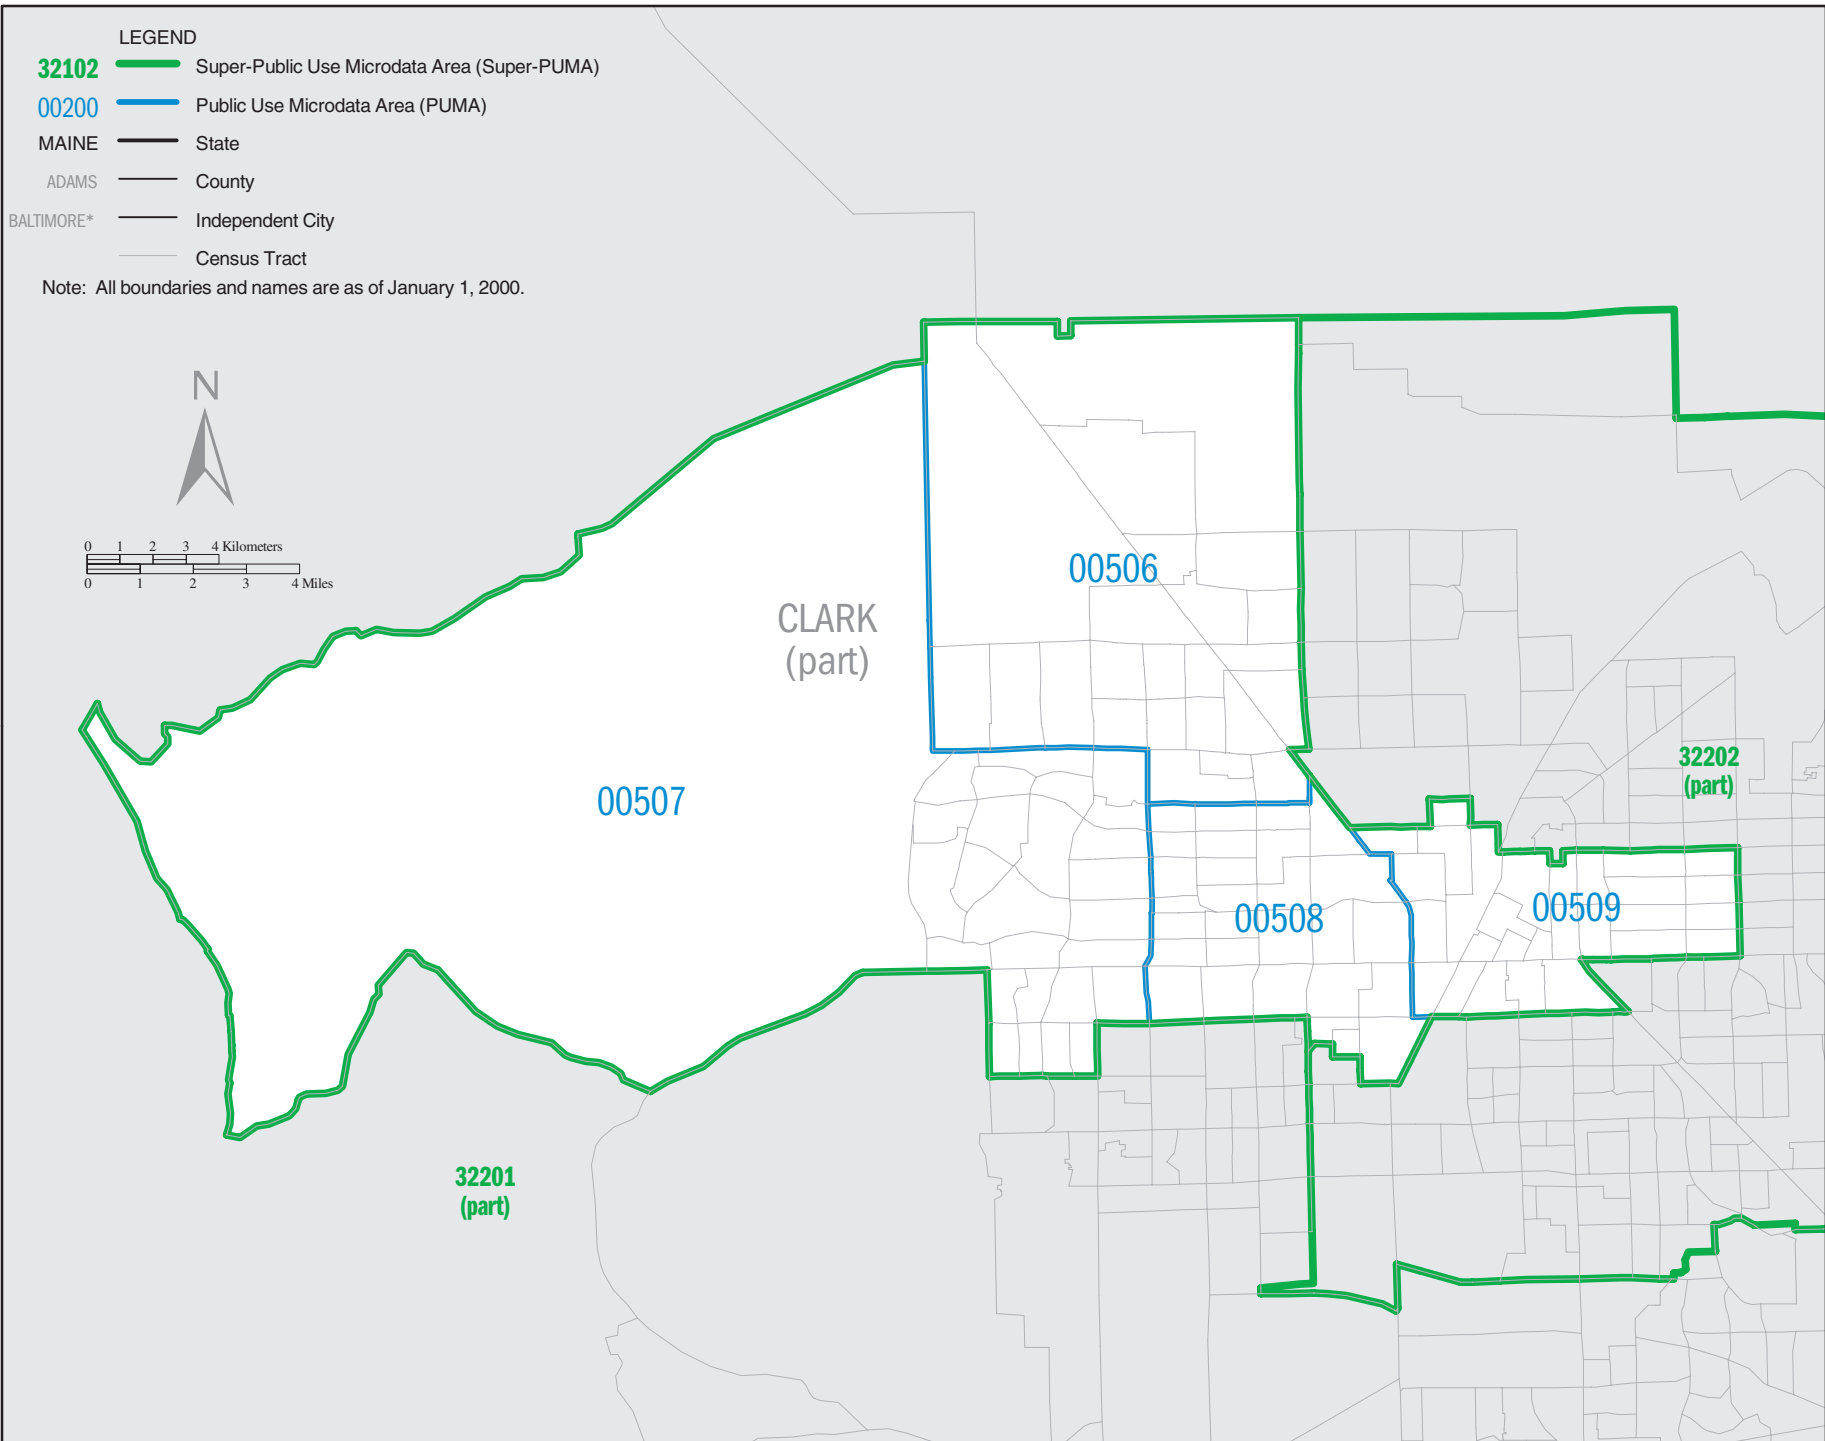 LEGEND
32102 Super-Public Use Microdata Area (Super-PUMA)
00200 Public Use Microdata Area (PUMA)
MAINE State
ADAMS County
BALTIMORE* Independent City
Census Tract
Note: All boundaries and names are as of January 1, 2000.
N
0 1 2 3 4 Kilometers
0 1 2 3 4 Miles
00506
CLARK
(part)
00507
32202
(part)
00508
00509
32201
(part)